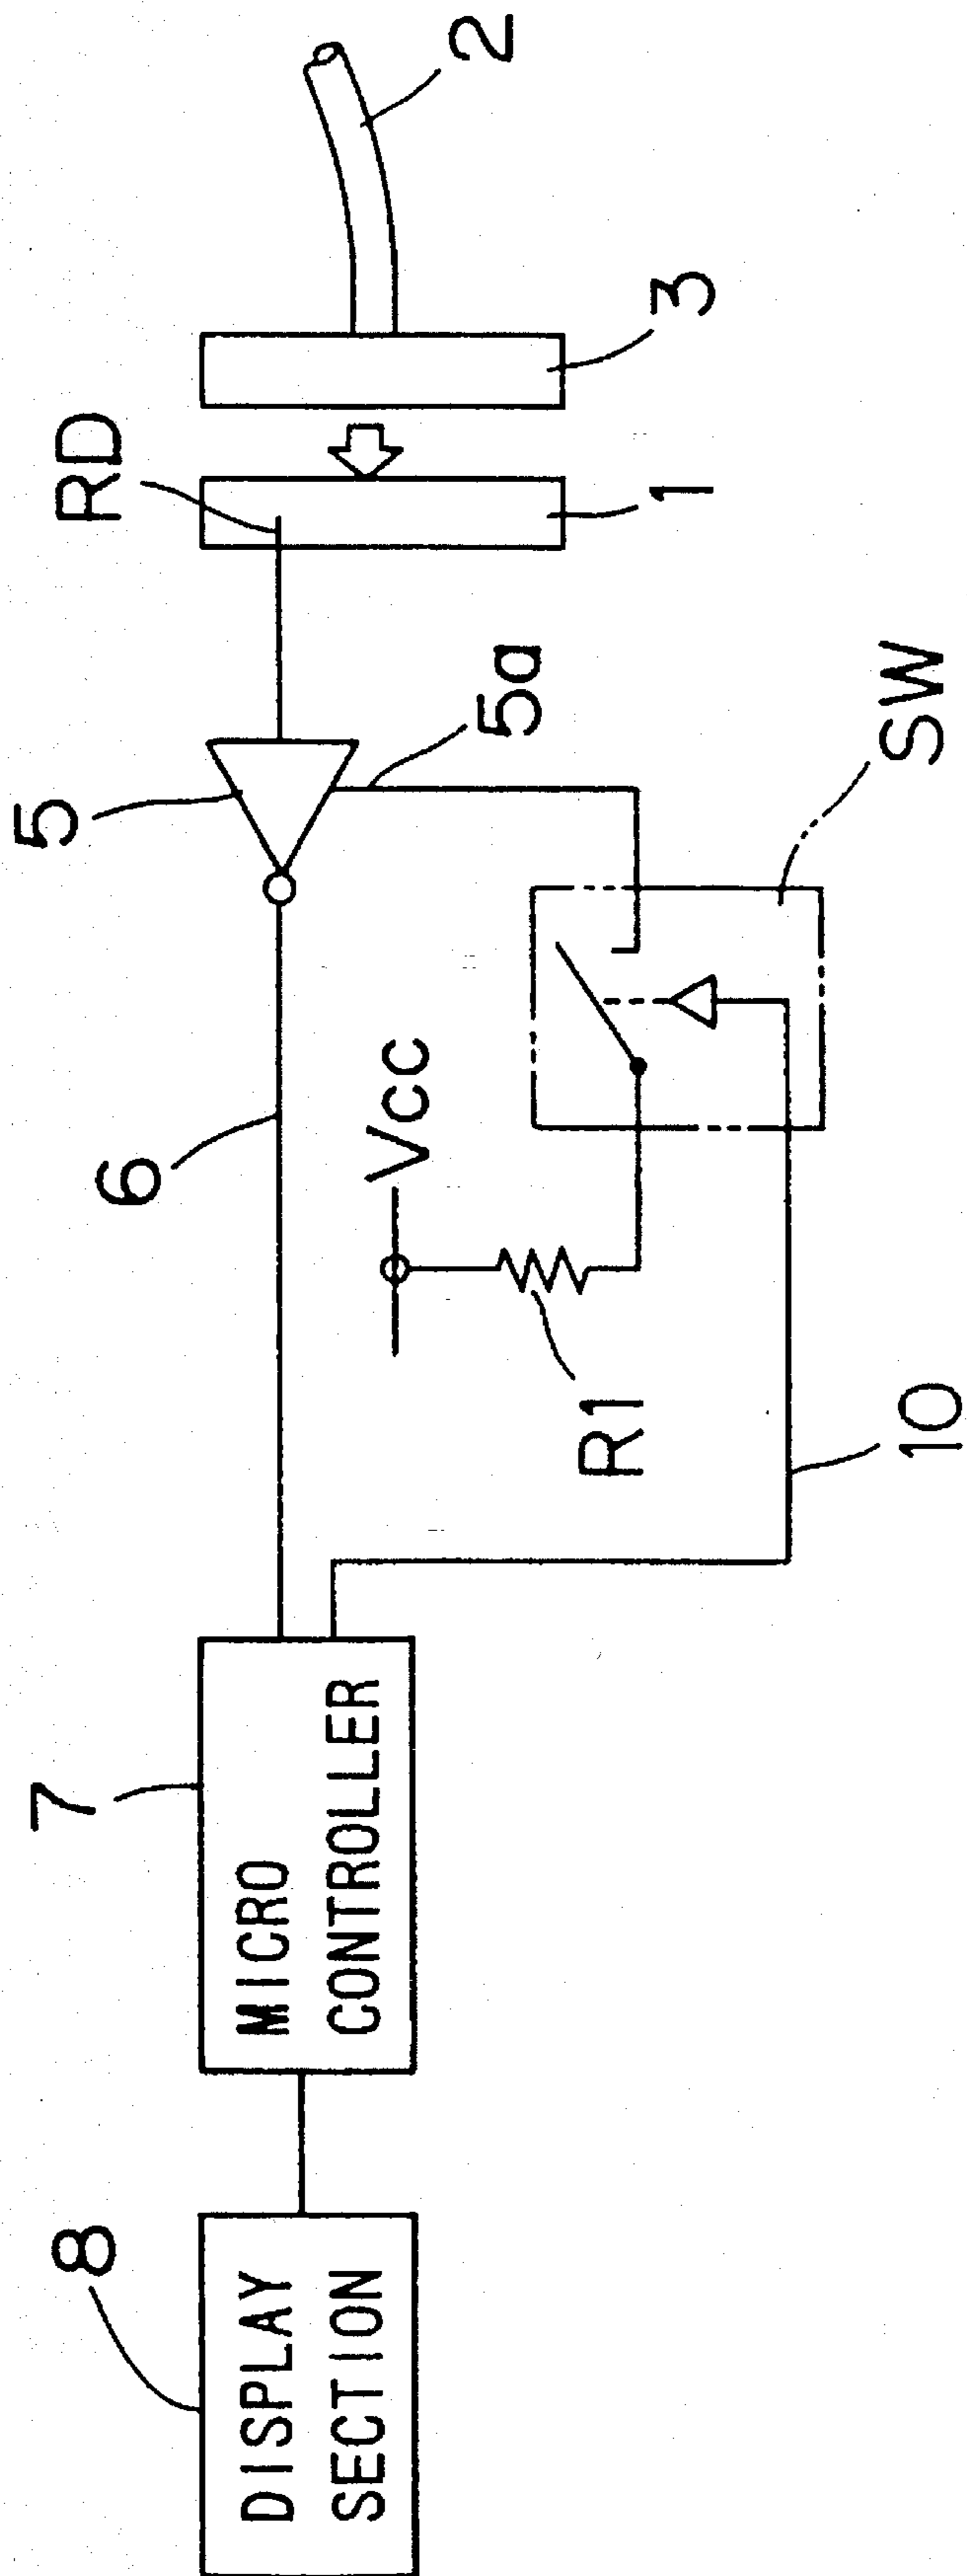 8
DISPLAY
SECTION
7
MICRO
CONTROLLER
6
Vcc
R1
10
5
5a
SW
RD
1
3
2